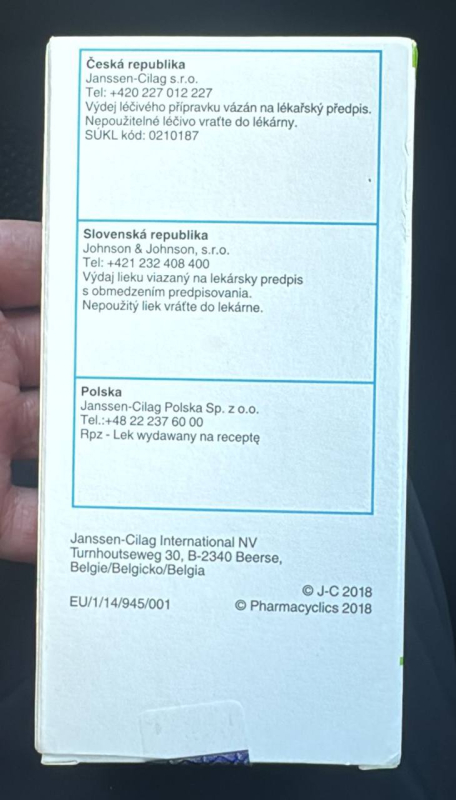 Česká republika
Janssen-Cilag s.r.o.
Tel: +420 227 012 227
Výdej léčivého přípravku vázán na lékařský předpis.
Nepoužitelné léčivo vraťte do lékárny.
SÚKL kód: 0210187
Slovenská republika
Johnson & Johnson, s.r.o.
Tel: +421 232 408 400
Výdaj lieku viazaný na lekársky predpis
s obmedzením predpisovania.
Nepoužitý liek vráťte do lekárne.
Polska
Janssen-Cilag Polska Sp. z o.o.
Tel.:+48 22 237 60 00
Rpz - Lek wydawany na receptę
Janssen-Cilag International NV
Turnhoutseweg 30, B-2340 Beerse,
Belgie/Belgicko/Belgia
EU/1/14/945/001
© J-C 2018
© Pharmacyclics 2018